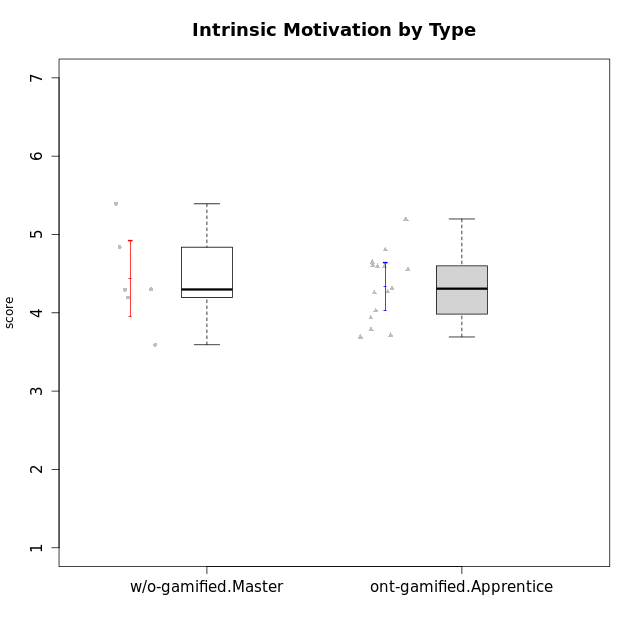 Intrinsic Motivation by Type
7
6
5
4
3
2
1
score
w/o-gamified.Master
ont-gamified.Apprentice